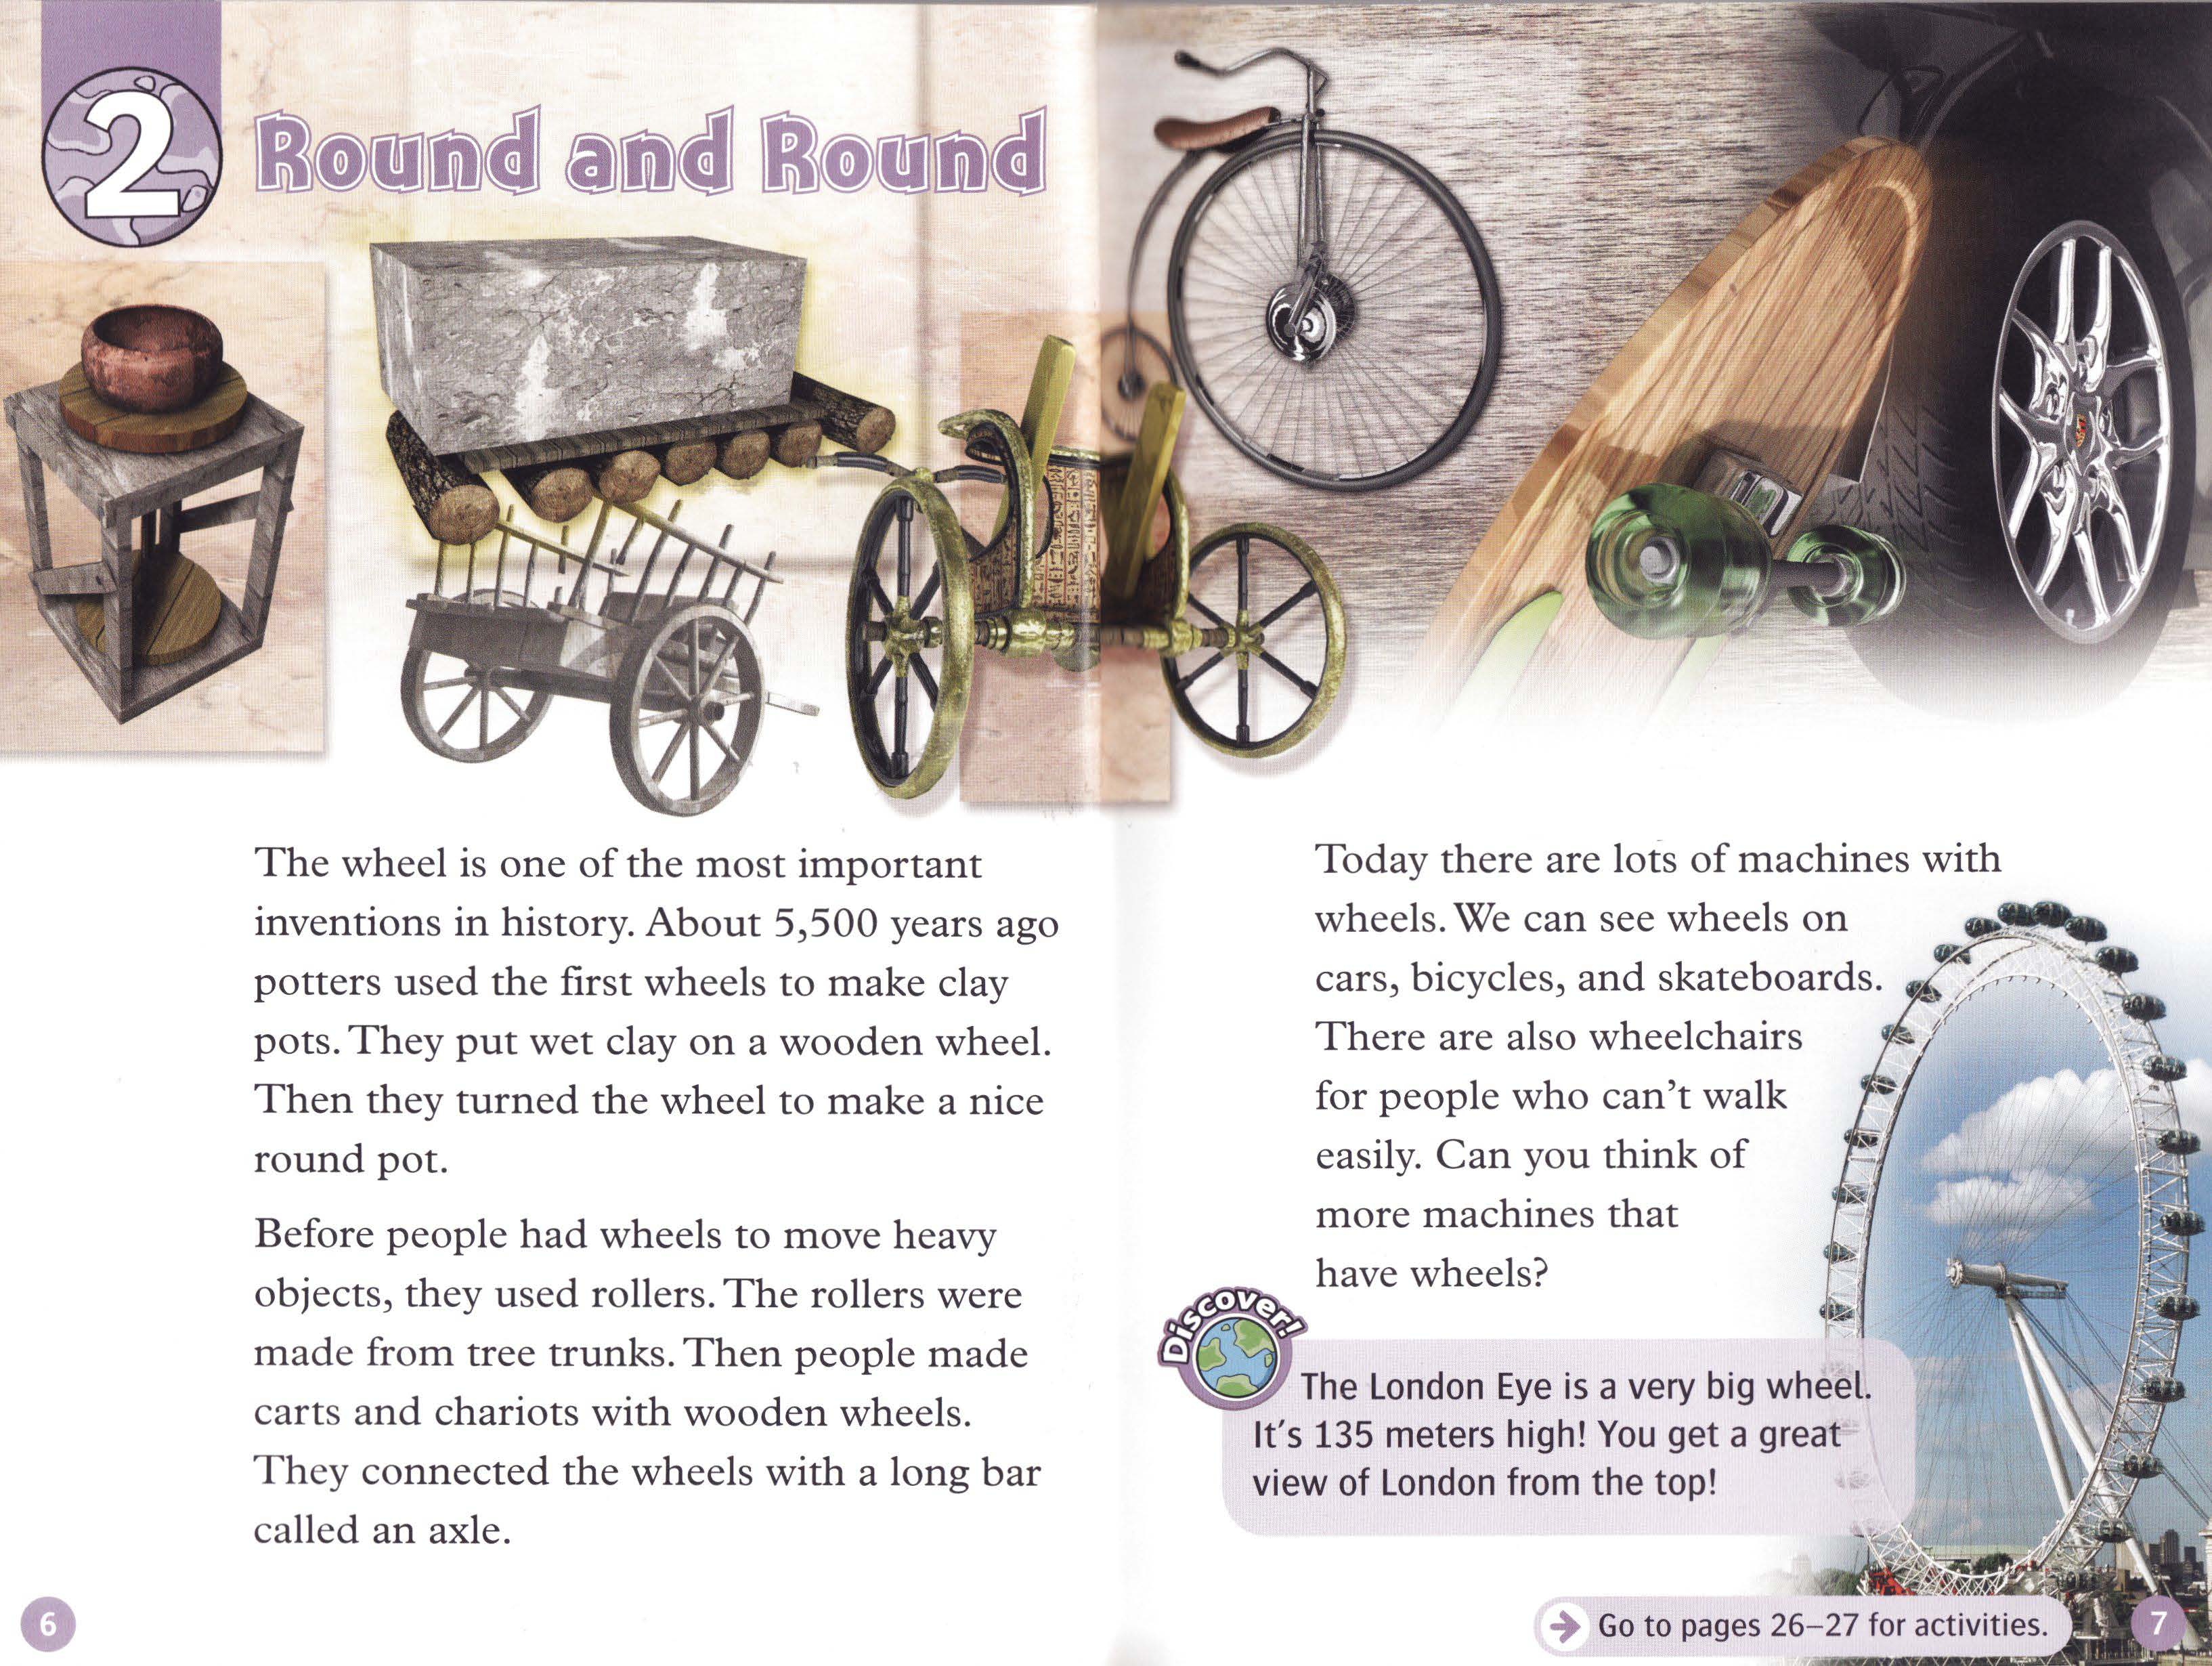 2
Round and Round
The wheel is one of the most important
inventions in history. About 5,500 years ago
potters used the first wheels to make clay
pots. They put wet clay on a wooden wheel.
Then they turned the wheel to make a nice
round pot.
Before people had wheels to move heavy
objects, they used rollers. The rollers were
made from tree trunks. Then people made
carts and chariots with wooden wheels.
They connected the wheels with a long bar
called an axle.
6
Today there are lots of machines with
wheels. We can see wheels on
cars, bicycles, and skateboards.
There are also wheelchairs
for people who can't walk
easily. Can you think of
more machines that
have wheels?
Discover!
The London Eye is a very big wheel.
It's 135 meters high! You get a great
view of London from the top!
Go to pages 26–27 for activities.
7